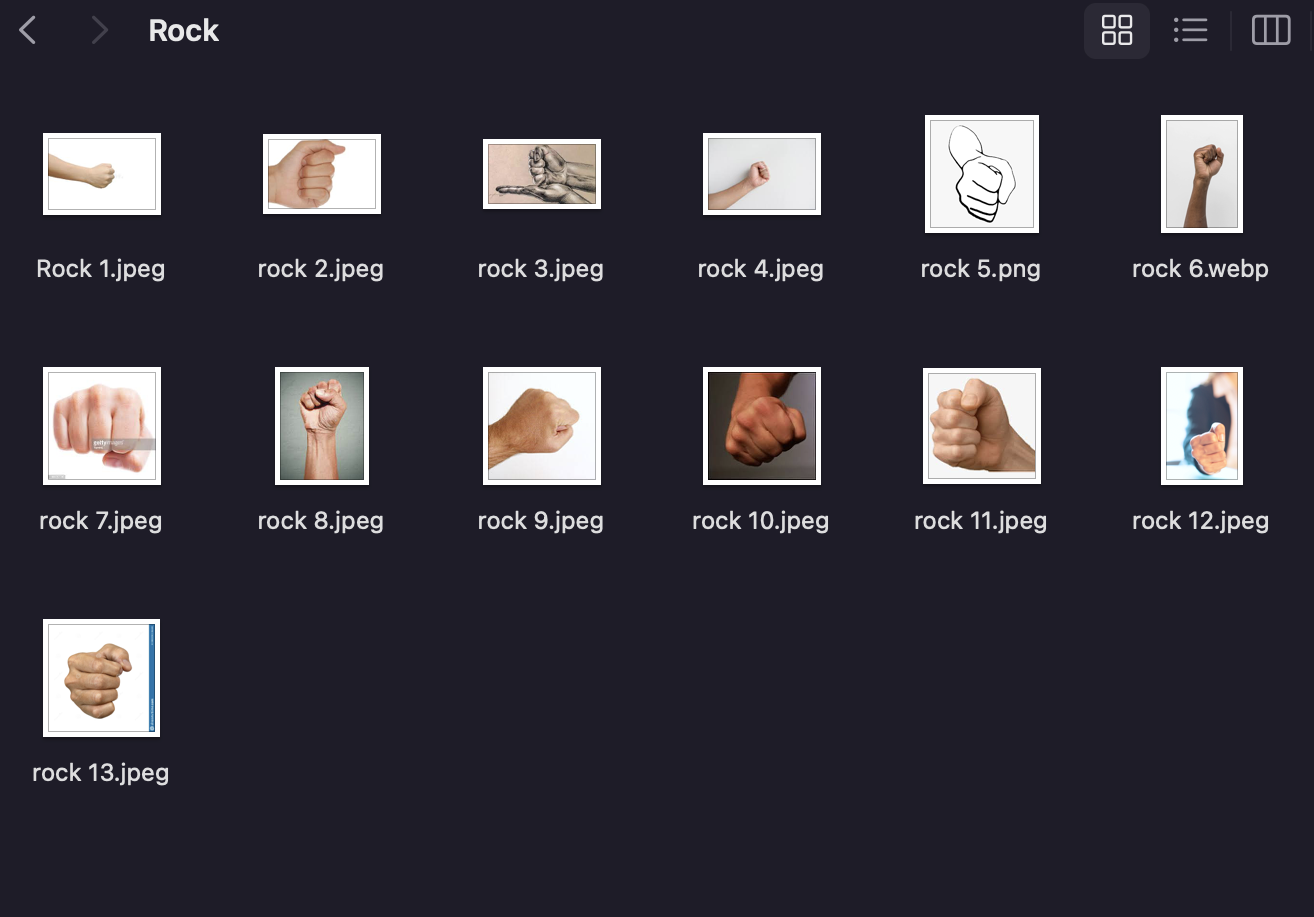 Rock
Rock 1.jpeg
rock 2.jpeg
rock 3.jpeg
rock 4.jpeg
rock 5.png
rock 6.webp
gettyimages
rock 7.jpeg
rock 8.jpeg
rock 9.jpeg
rock 10.jpeg
rock 11.jpeg
rock 12.jpeg
rock 13.jpeg